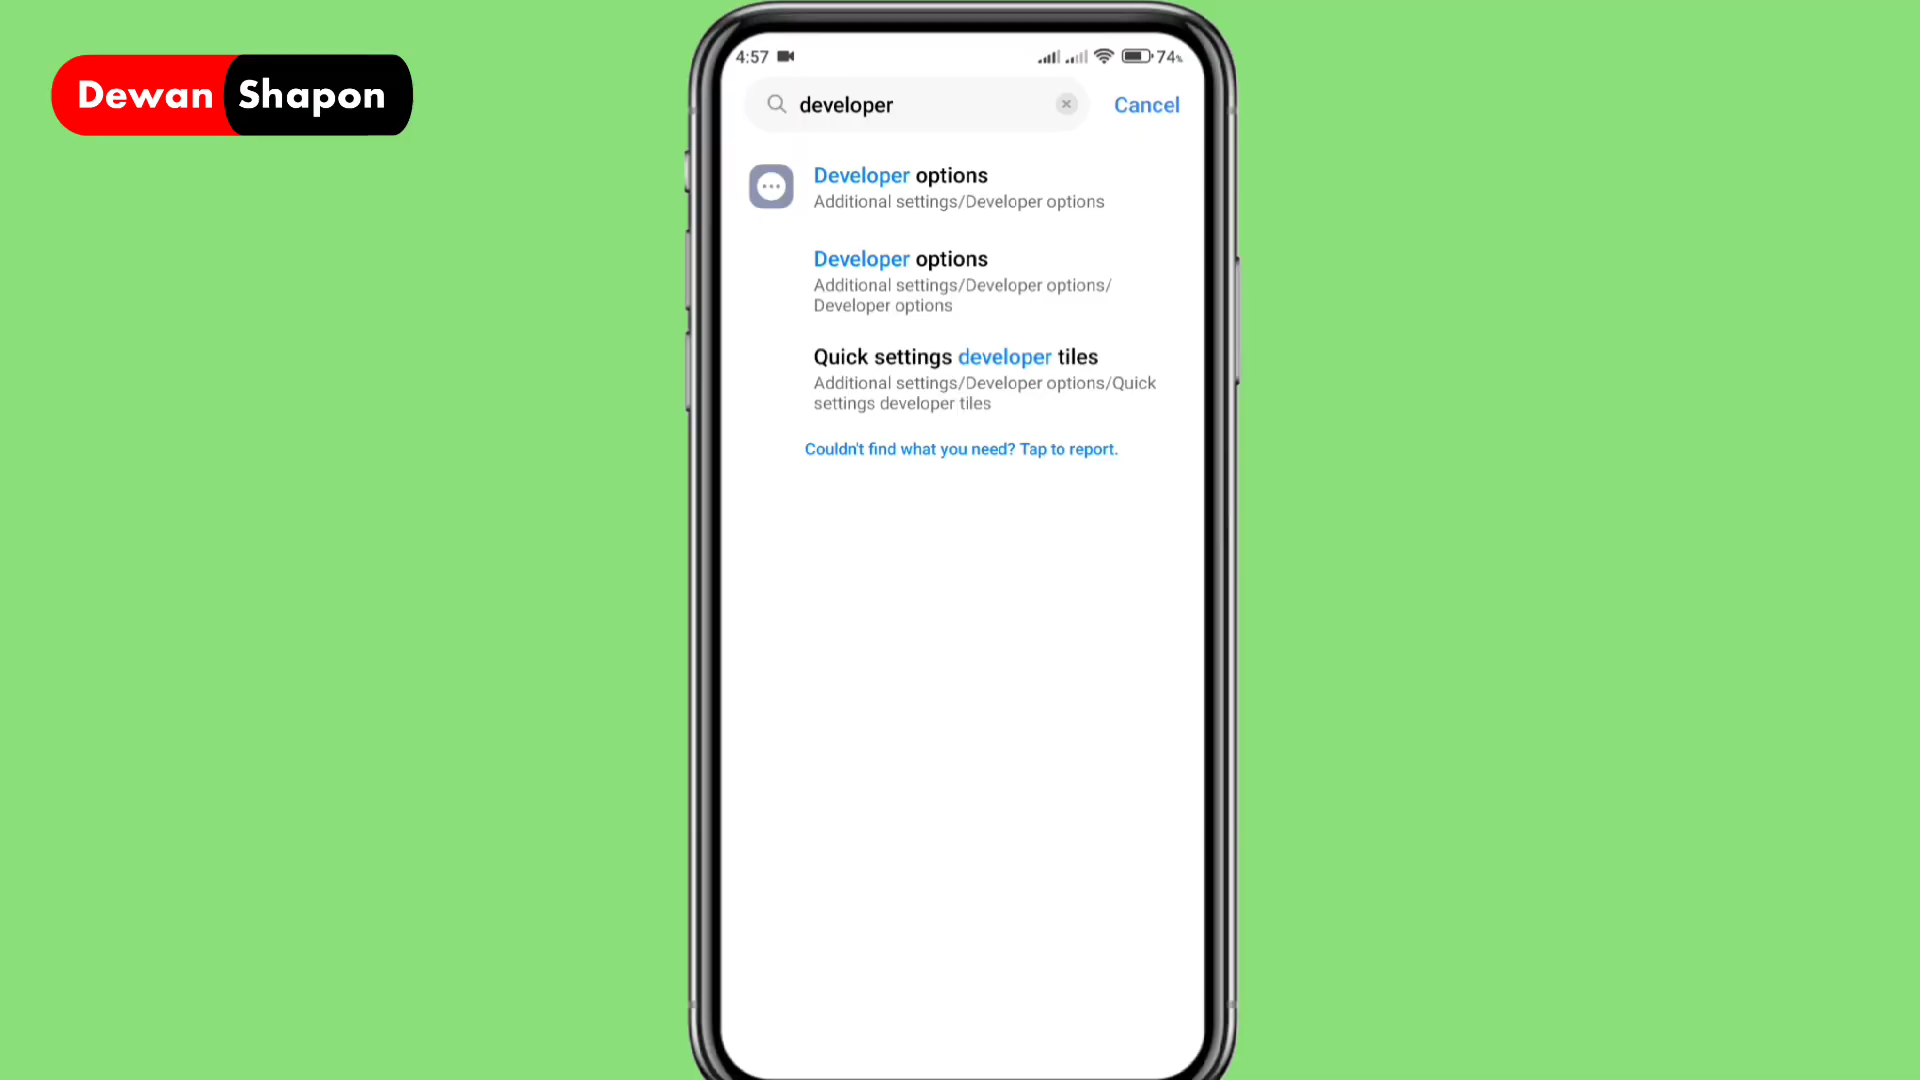 Dewan Shapon
4:57
74%
developer
Cancel
Developer options
Additional settings/Developer options
Developer options
Additional settings/Developer options/
Developer options
Quick settings developer tiles
Additional settings/Developer options/Quick
settings developer tiles
Couldn't find what you need? Tap to report.